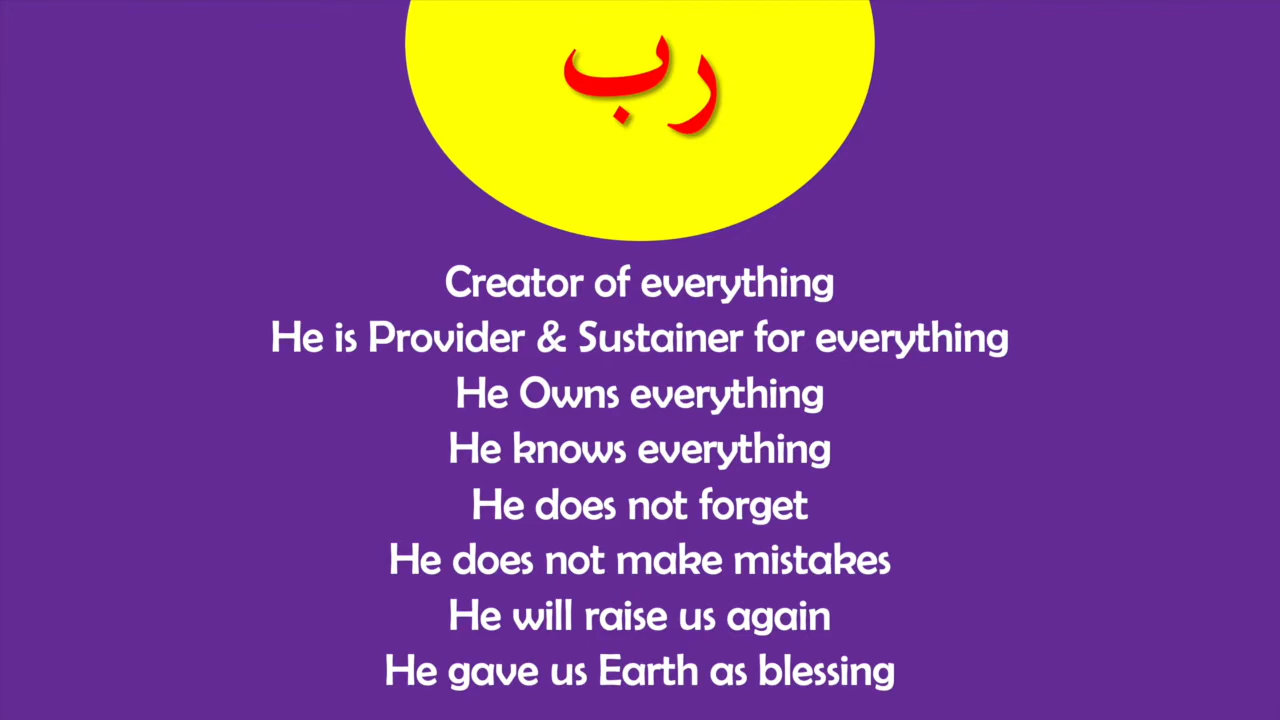 رب
Creator of everything
He is Provider & Sustainer for everything
He Owns everything
He knows everything
He does not forget
He does not make mistakes
He will raise us again
He gave us Earth as blessing